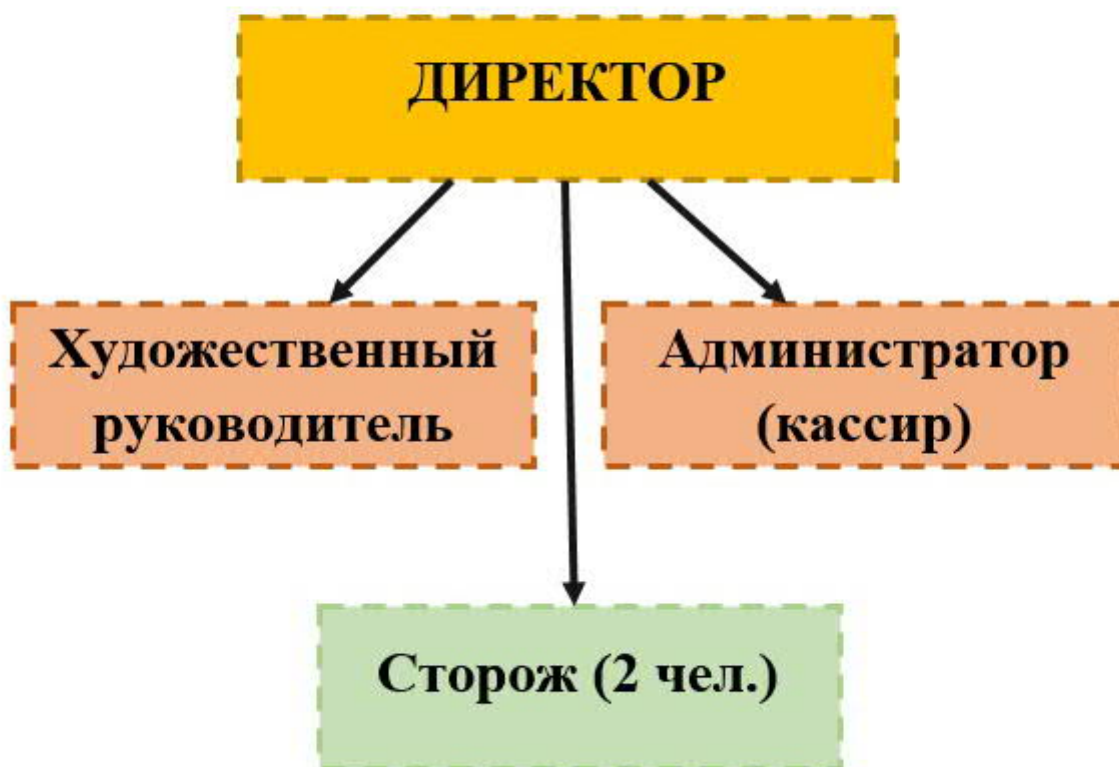 ДИРЕКТОР
Художественный
руководитель
Администратор
(кассир)
Сторож (2 чел.)